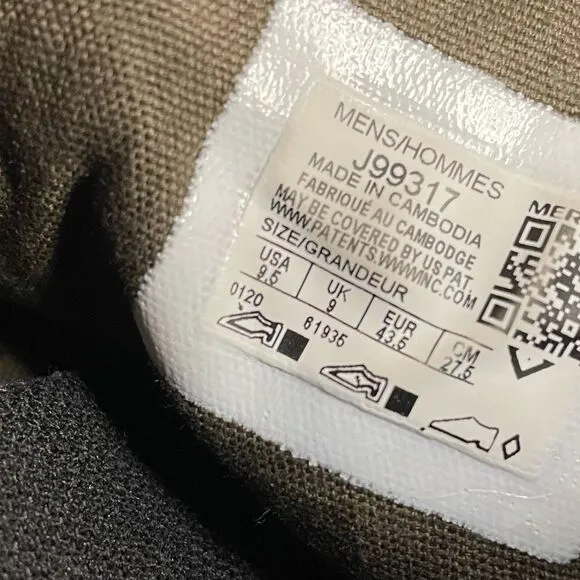 MENS/HOMMES
J99317
MADE IN CAMBODIA
FABRIQUÉ AU CAMBODGE
MAY BE COVERED BY US PAT.
WWW.PATENTS.WWWINC.COM
SIZE/GRANDEUR
USA UK EUR CM
9.5 9 43.5 27.5
0120 61935
MER